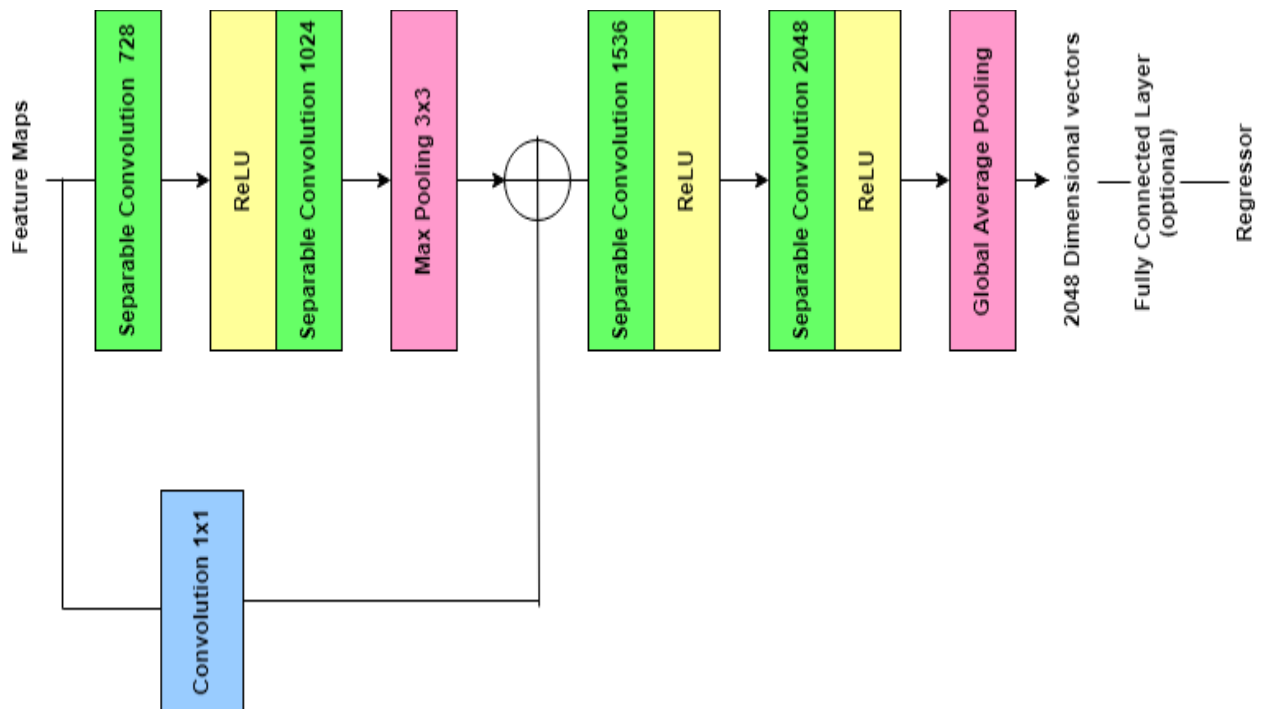 Feature Maps
Separable Convolution 728
ReLU
Separable Convolution 1024
Max Pooling 3x3
Separable Convolution 1536
ReLU
Separable Convolution 2048
ReLU
Global Average Pooling
2048 Dimensional vectors
Fully Connected Layer
(optional)
Regressor
Convolution 1x1